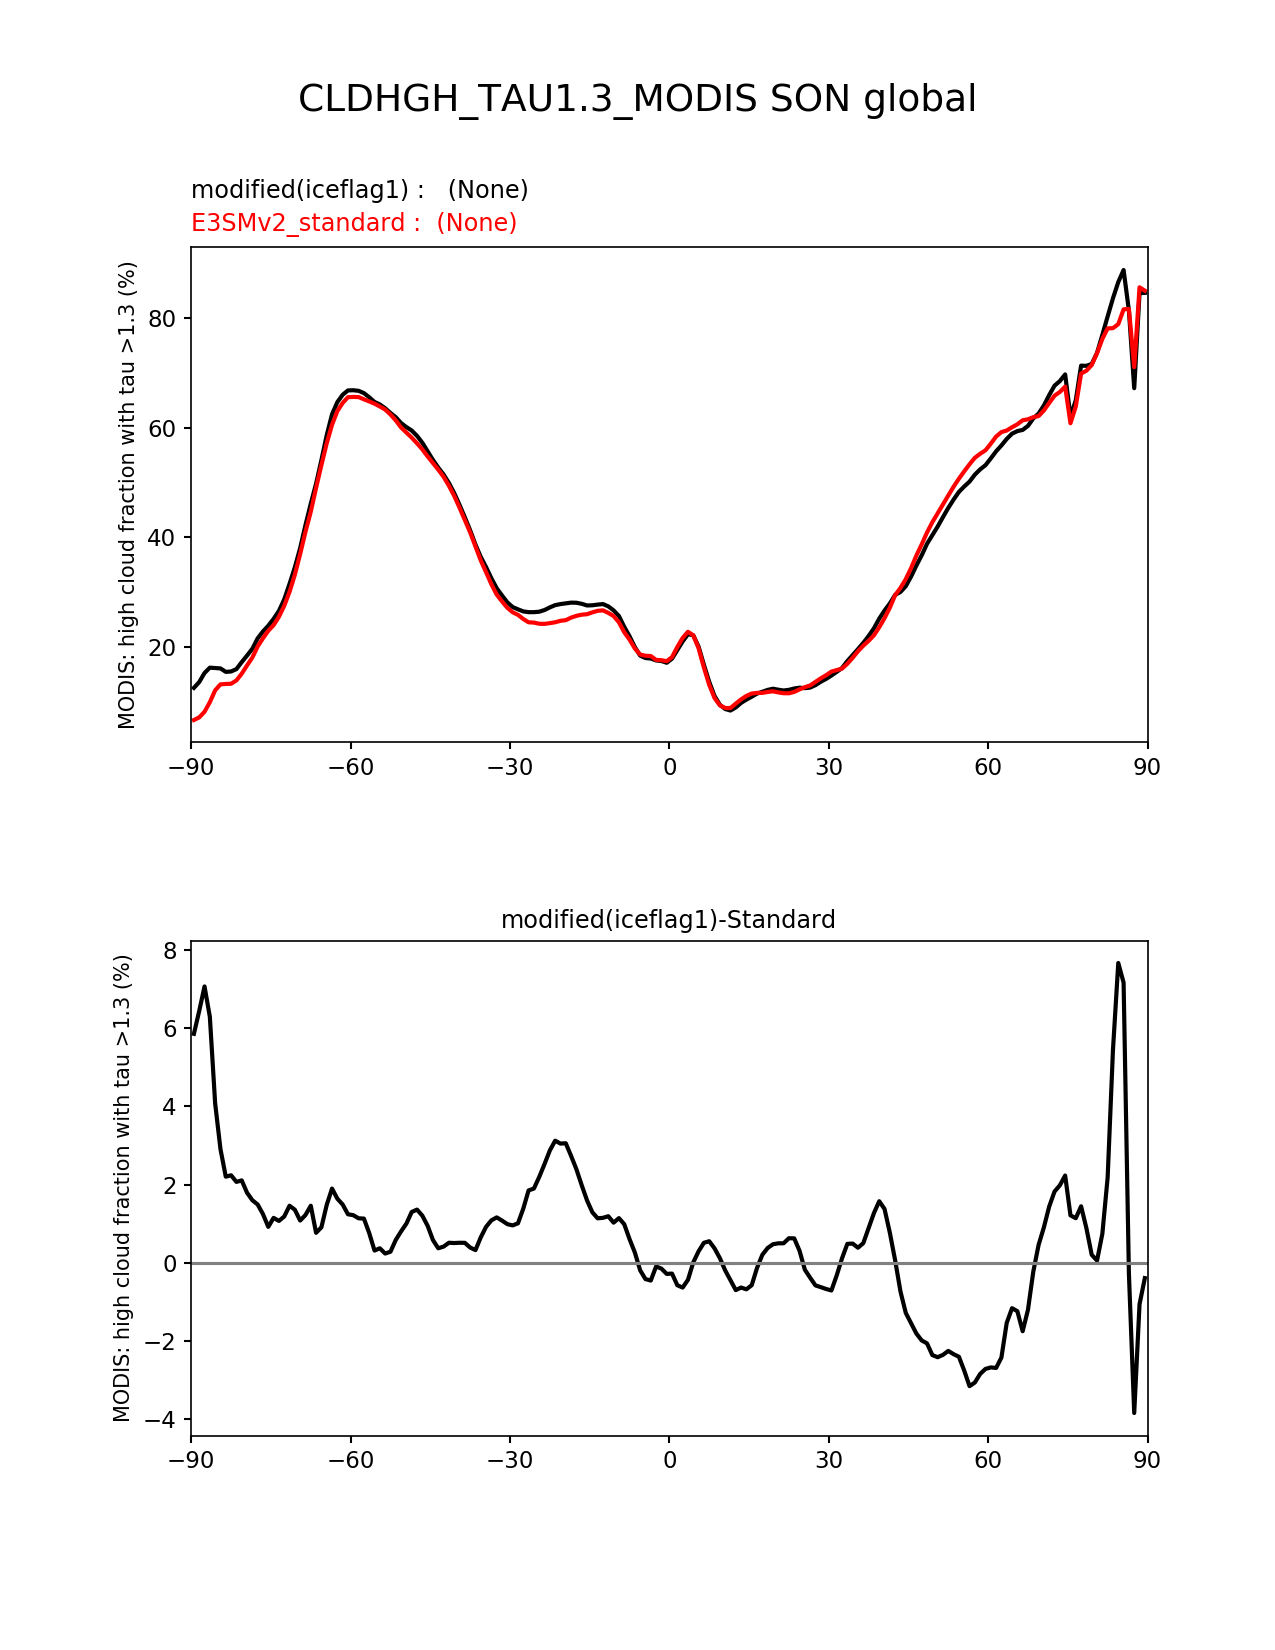 CLDHGH_TAU1.3_MODIS SON global
modified(iceflag1) :   (None)
E3SMv2_standard :  (None)
MODIS: high cloud fraction with tau >1.3 (%)
80
60
40
20
−90 −60 −30 0 30 60 90
modified(iceflag1)-Standard
MODIS: high cloud fraction with tau >1.3 (%)
8
6
4
2
0
−2
−4
−90 −60 −30 0 30 60 90